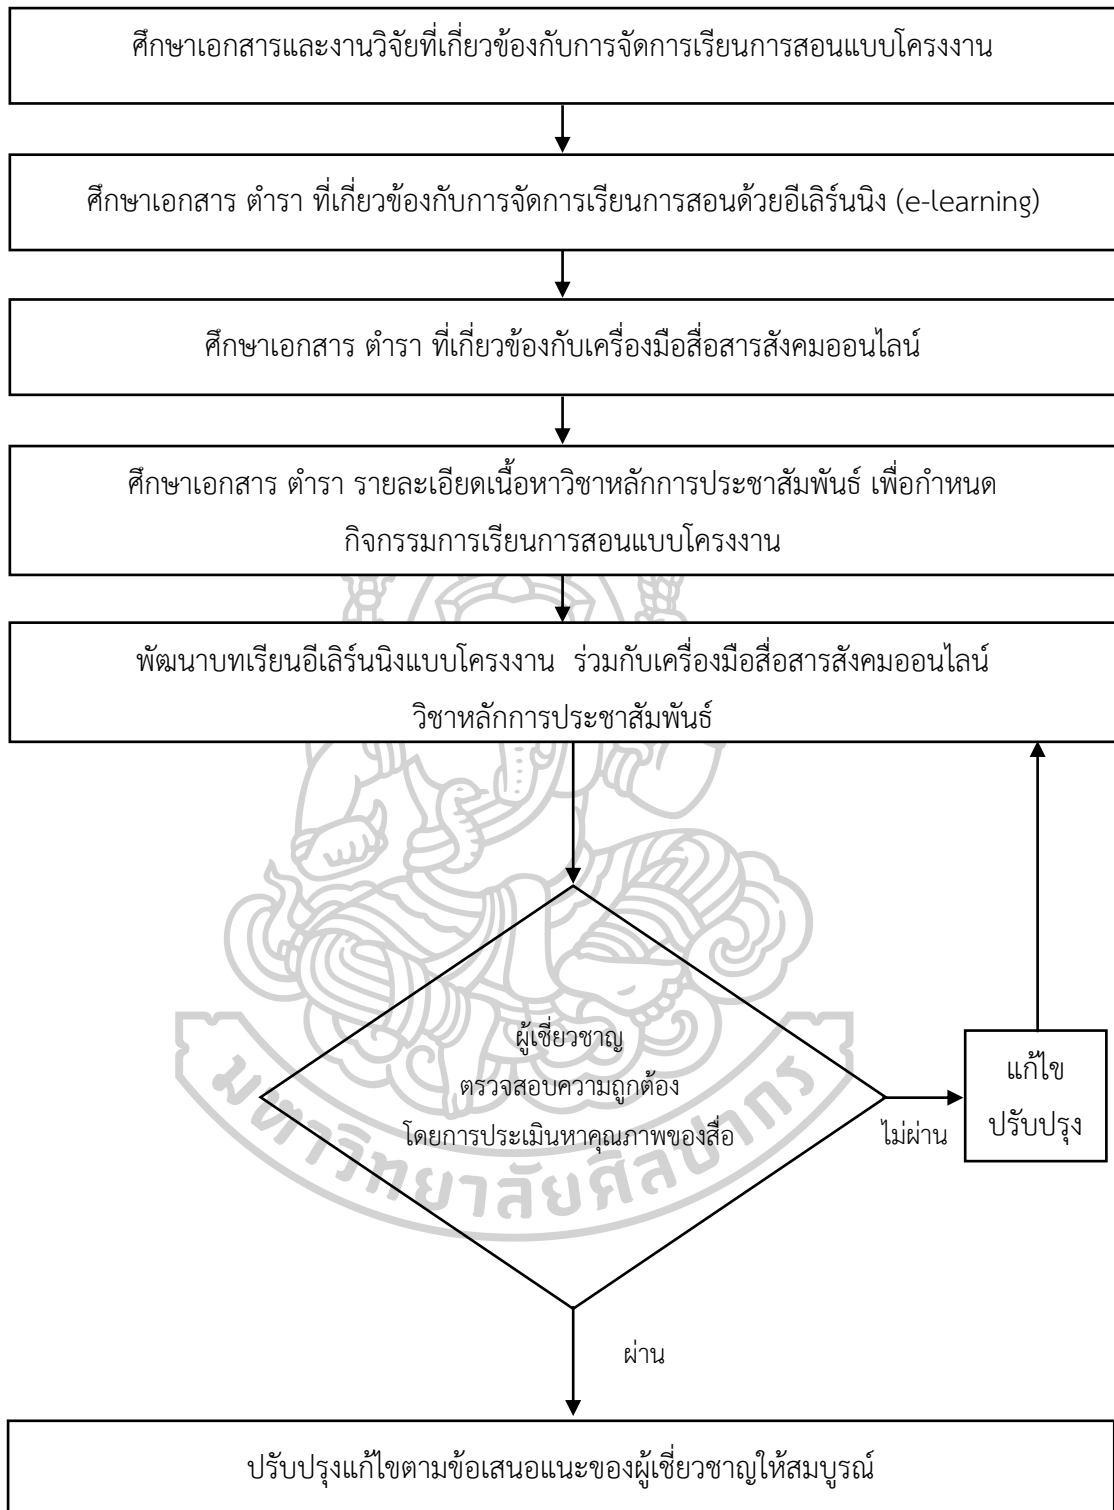 ศึกษาเอกสารและงานวิจัยที่เกี่ยวข้องกับการจัดการเรียนการสอนแบบโครงงาน
ศึกษาเอกสาร ตำรา ที่เกี่ยวข้องกับการจัดการเรียนการสอนด้วยอีเลิร์นนิง (e-learning)
ศึกษาเอกสาร ตำรา ที่เกี่ยวข้องกับเครื่องมือสื่อสารสังคมออนไลน์
ศึกษาเอกสาร ตำรา รายละเอียดเนื้อหาวิชาหลักการประชาสัมพันธ์ เพื่อกำหนด
กิจกรรมการเรียนการสอนแบบโครงงาน
พัฒนาบทเรียนอีเลิร์นนิงแบบโครงงาน ร่วมกับเครื่องมือสื่อสารสังคมออนไลน์
วิชาหลักการประชาสัมพันธ์
ผู้เชี่ยวชาญ
ตรวจสอบความถูกต้อง
โดยการประเมินหาคุณภาพของสื่อ
ไม่ผ่าน
แก้ไข
ปรับปรุง
มหาวิทยาลัยศิลปากร
ผ่าน
ปรับปรุงแก้ไขตามข้อเสนอแนะของผู้เชี่ยวชาญให้สมบูรณ์